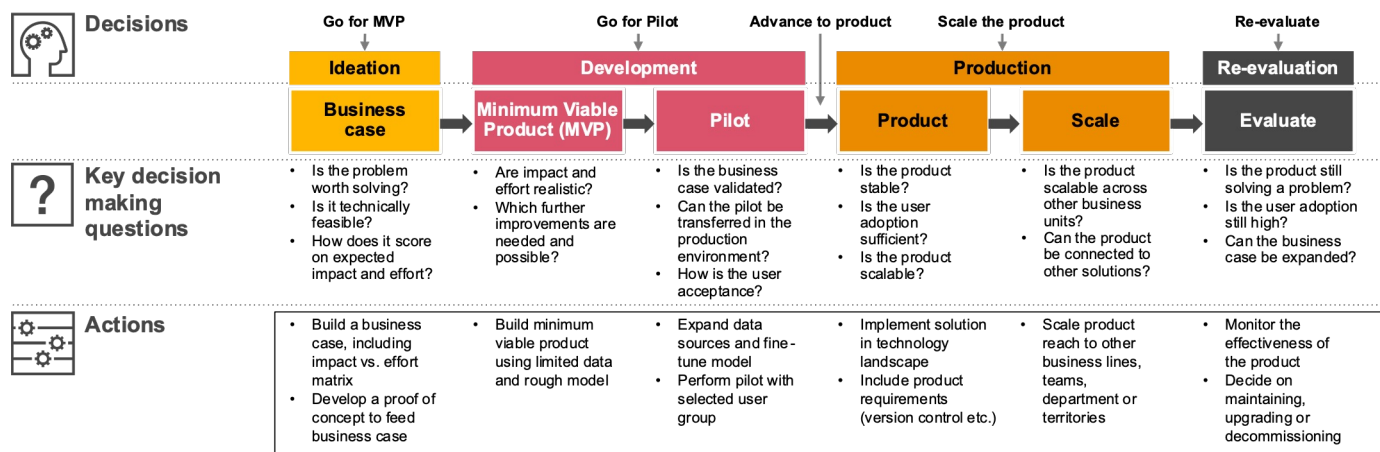 Decisions
Go for MVP
Go for Pilot
Advance to product
Scale the product
Re-evaluate
Ideation
Development
Production
Re-evaluation
Business
case
Minimum Viable
Product (MVP)
Pilot
Product
Scale
Evaluate
Key decision
making
questions
• Is the problem
worth solving?
• Is it technically
feasible?
• How does it score
on expected
impact and effort?
• Are impact and
effort realistic?
• Which further
improvements are
needed and
possible?
• Is the business
case validated?
• Can the pilot be
transferred in the
production
environment?
• How is the user
acceptance?
• Is the product
stable?
• Is the user
adoption
sufficient?
• Is the product
scalable?
• Is the product
scalable across
other business
units?
• Can the product
be connected to
other solutions?
• Is the product still
solving a problem?
• Is the user adoption
still high?
• Can the business
case be expanded?
Actions
• Build a business
case, including
impact vs. effort
matrix
• Develop a proof of
concept to feed
business case
• Build minimum
viable product
using limited data
and rough model
• Expand data
sources and fine-
tune model
• Perform pilot with
selected user
group
• Implement solution
in technology
landscape
• Include product
requirements
(version control etc.)
• Scale product
reach to other
business lines,
teams,
department or
territories
• Monitor the
effectiveness of
the product
• Decide on
maintaining,
upgrading or
decommissioning